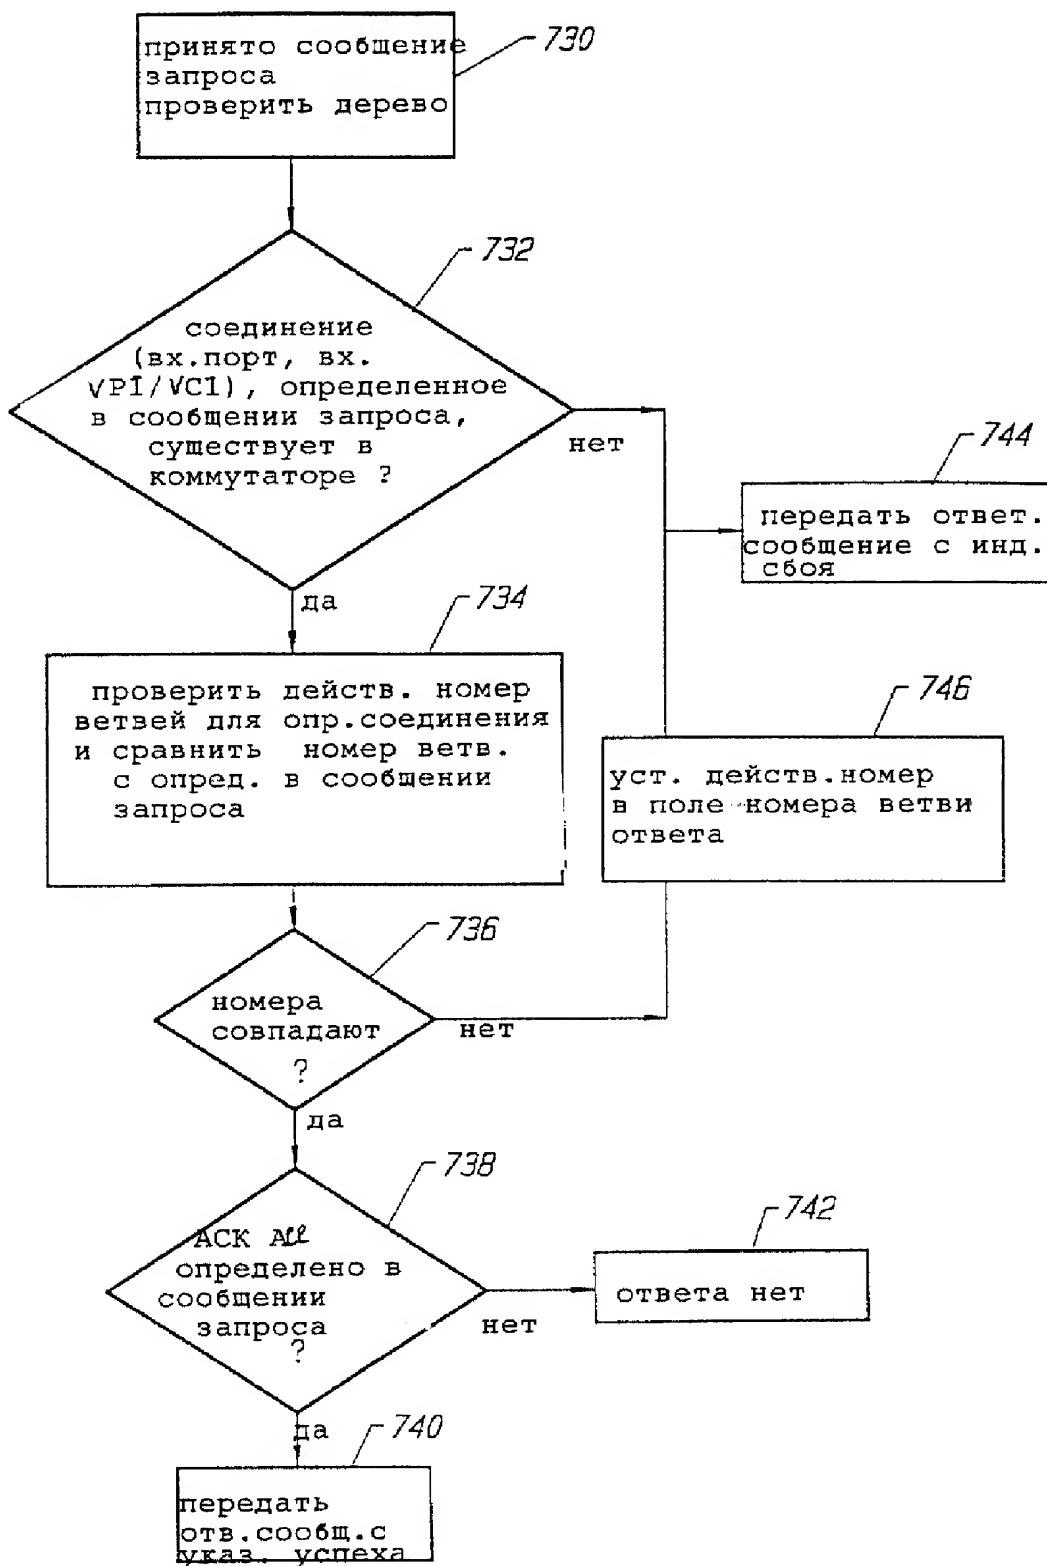 принято сообщение
запроса
проверить дерево
730
732
соединение
(вх.порт, вх.
VPI/VCI), определенное
в сообщении запроса,
существует в
коммутаторе ?
нет
да
744
передать ответ.
сообщение с инд.
сбоя
734
проверить действ. номер
ветвей для опр.соединения
и сравнить номер ветв.
с опред. в сообщении
запроса
746
уст. действ.номер
в поле номера ветви
ответа
736
номера
совпадают
?
нет
да
738
ACK All
определено в
сообщении
запроса
?
нет
да
742
ответа нет
740
передать
отв.сообщ.с
указ. успеха